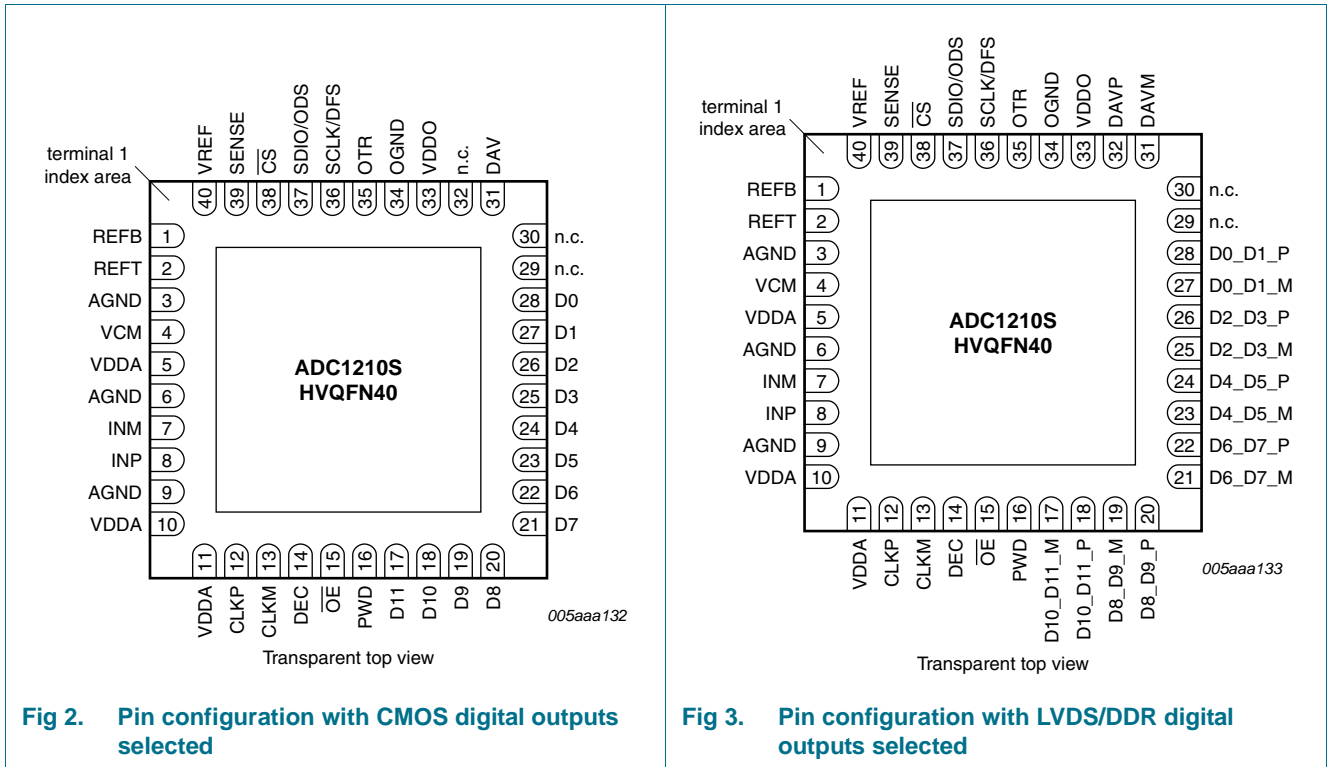 terminal 1
index area
40 VREF
39 SENSE
38 CS
37 SDIO/ODS
36 SCLK/DFS
35 OTR
34 OGND
33 VDDO
32 n.c.
31 DAV
REFB 1
REFT 2
AGND 3
VCM 4
VDDA 5
AGND 6
INM 7
INP 8
AGND 9
VDDA 10
ADC1210S
HVQFN40
30 n.c.
29 n.c.
28 D0
27 D1
26 D2
25 D3
24 D4
23 D5
22 D6
21 D7
VDDA 11
CLKP 12
CLKM 13
DEC 14
OE 15
PWD 16
D11 17
D10 18
D9 19
D8 20
005aaa132
Transparent top view
Fig 2. Pin configuration with CMOS digital outputs
selected
terminal 1
index area
40 VREF
39 SENSE
38 CS
37 SDIO/ODS
36 SCLK/DFS
35 OTR
34 OGND
33 VDDO
32 DAVP
31 DAVM
REFB 1
REFT 2
AGND 3
VCM 4
VDDA 5
AGND 6
INM 7
INP 8
AGND 9
VDDA 10
ADC1210S
HVQFN40
30 n.c.
29 n.c.
28 D0_D1_P
27 D0_D1_M
26 D2_D3_P
25 D2_D3_M
24 D4_D5_P
23 D4_D5_M
22 D6_D7_P
21 D6_D7_M
VDDA 11
CLKP 12
CLKM 13
DEC 14
OE 15
PWD 16
D10_D11_M 17
D10_D11_P 18
D8_D9_M 19
D8_D9_P 20
005aaa133
Transparent top view
Fig 3. Pin configuration with LVDS/DDR digital
outputs selected